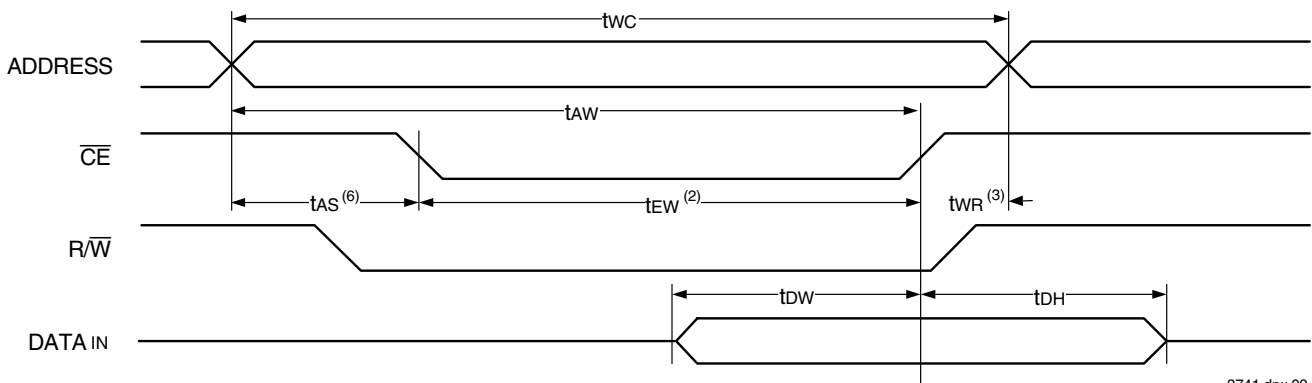 tWC
ADDRESS
tAW
CE
tAS (6)
tEW (2)
tWR (3)
R/W
tDW
tDH
DATA IN